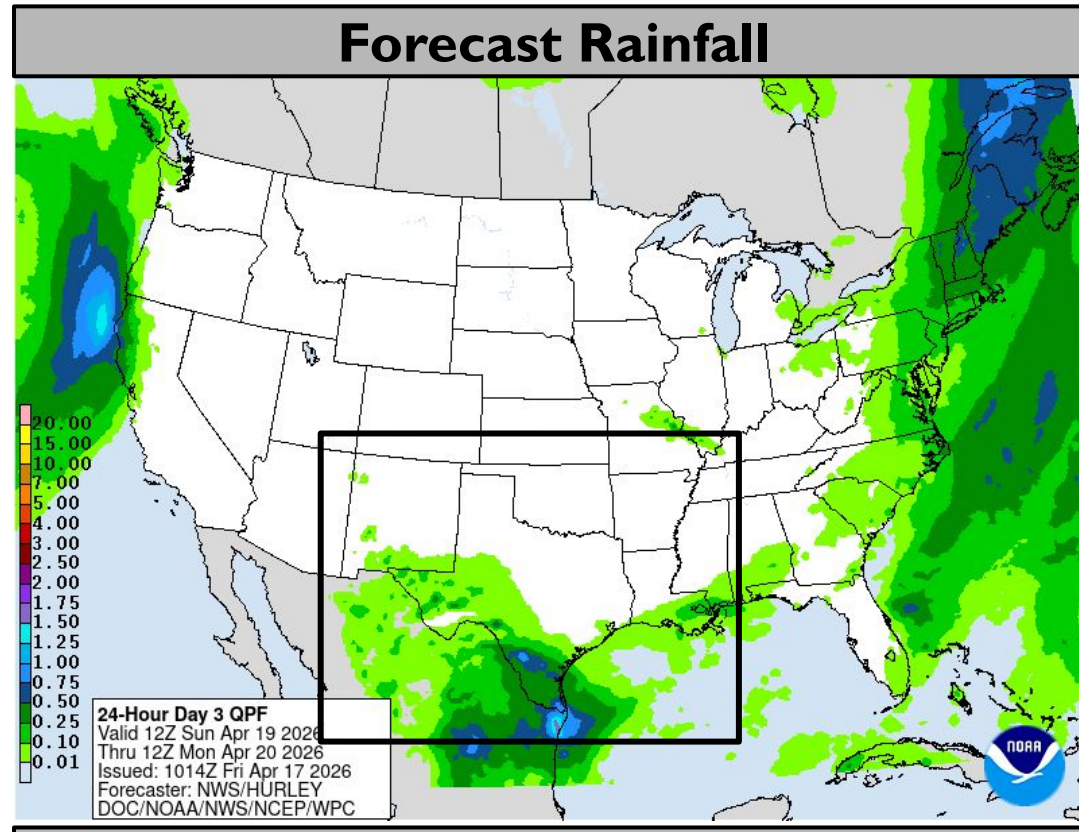 Forecast Rainfall
20.00
15.00
10.00
7.00
5.00
4.00
3.00
2.50
2.00
1.75
1.50
1.25
1.00
0.75
0.50
0.25
0.10
0.01
24-Hour Day 3 QPF
Valid 12Z Sun Apr 19 2026
Thru 12Z Mon Apr 20 2026
Issued: 1014Z Fri Apr 17 2026
Forecaster: NWS/HURLEY
DOC/NOAA/NWS/NCEP/WPC
NOAA